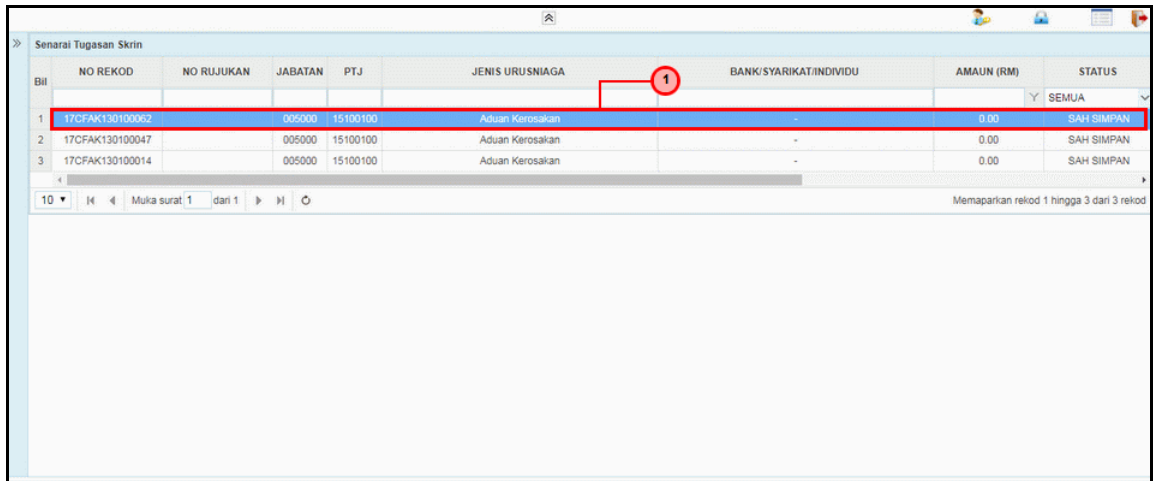 Senarai Tugasan Skrin
Bil NO REKOD NO RUJUKAN JABATAN PTJ JENIS URUSNIAGA BANK/SYARIKAT/INDIVIDU AMAUN (RM) STATUS
1
SEMUA
1 17CFAK130100062 005000 15100100 Aduan Kerosakan - 0.00 SAH SIMPAN
2 17CFAK130100047 005000 15100100 Aduan Kerosakan - 0.00 SAH SIMPAN
3 17CFAK130100014 005000 15100100 Aduan Kerosakan - 0.00 SAH SIMPAN
10 Muka surat 1 dari 1 Memaparkan rekod 1 hingga 3 dari 3 rekod